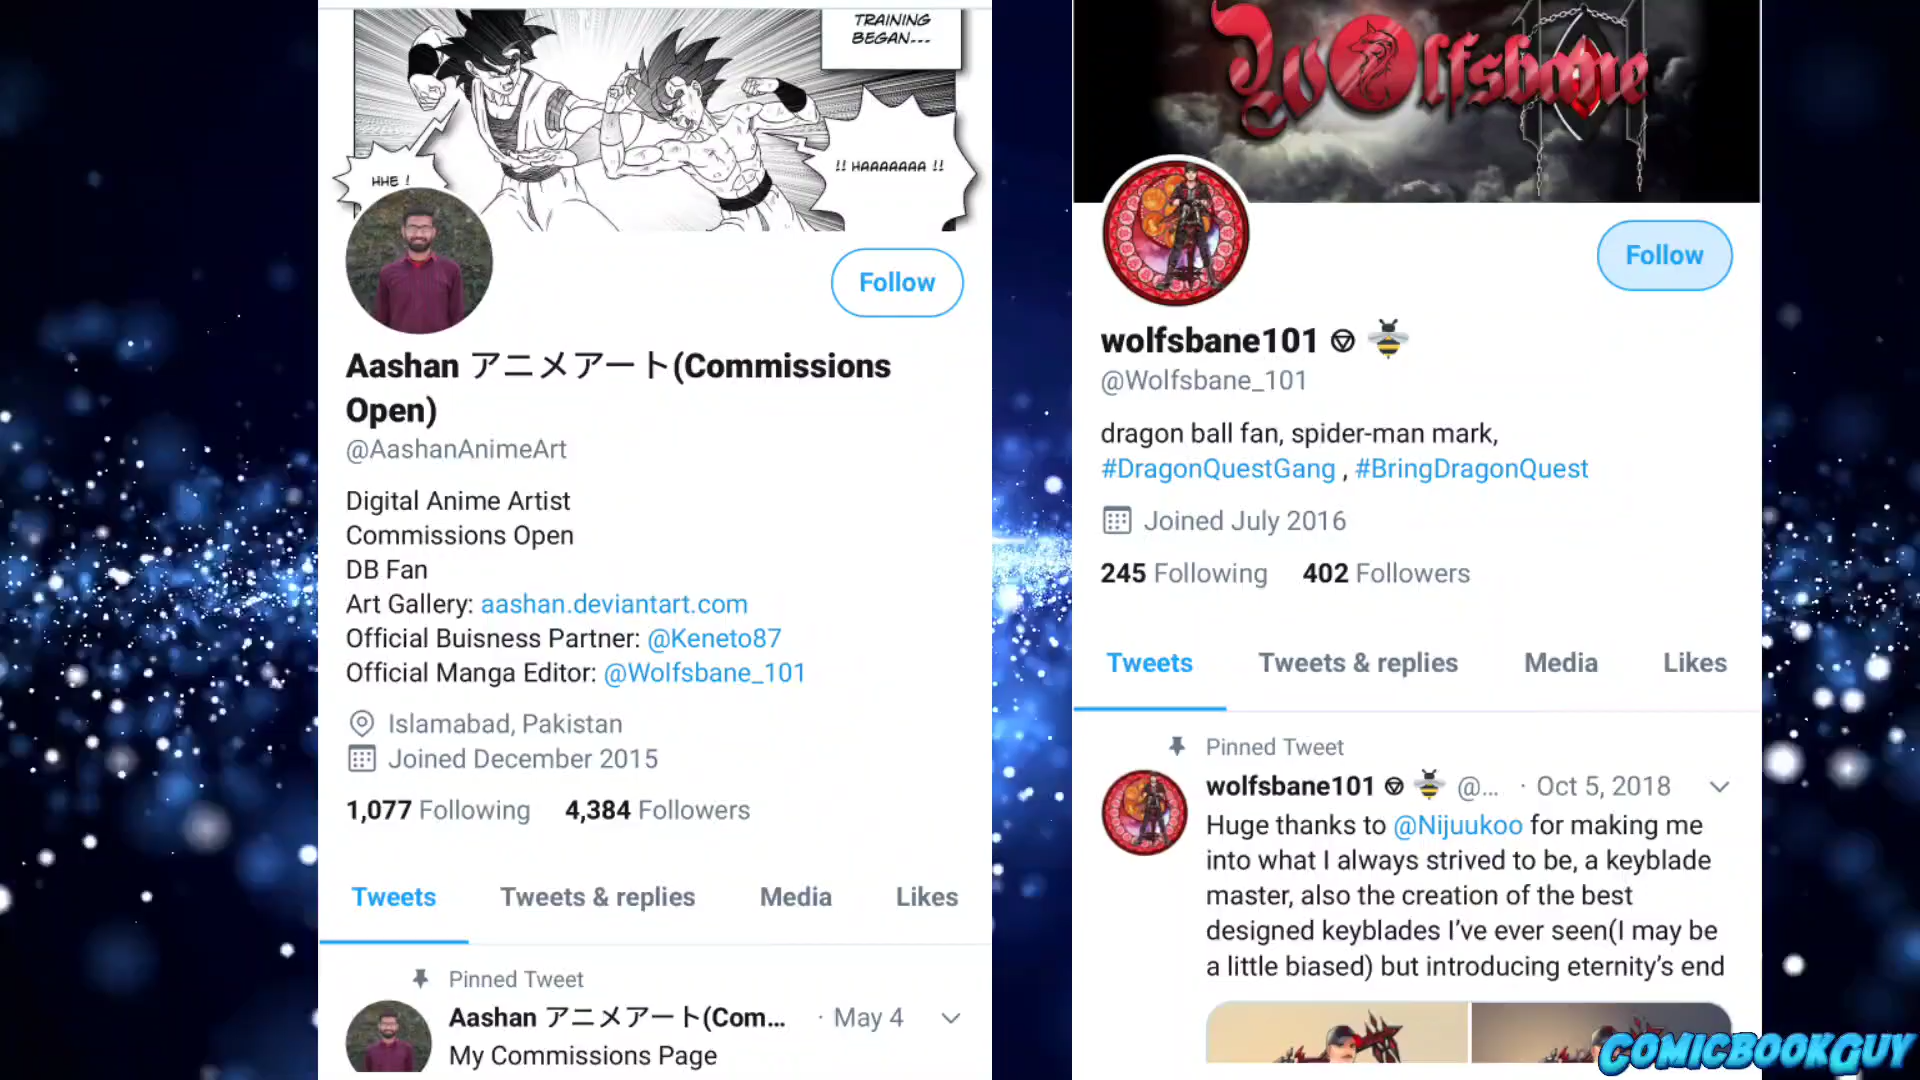 TRAINING
BEGAN...
HHE !
!! HAAAAAAA !!
Follow
Aashan アニメアート(Commissions
Open)
@AashanAnimeArt
Digital Anime Artist
Commissions Open
DB Fan
Art Gallery: aashan.deviantart.com
Official Buisness Partner: @Keneto87
Official Manga Editor: @Wolfsbane_101
Islamabad, Pakistan
Joined December 2015
1,077 Following 4,384 Followers
Tweets Tweets & replies Media Likes
Pinned Tweet
Aashan アニメアート(Com... · May 4
My Commissions Page
Wolfsbane
Follow
wolfsbane101
@Wolfsbane_101
dragon ball fan, spider-man mark,
#DragonQuestGang , #BringDragonQuest
Joined July 2016
245 Following 402 Followers
Tweets Tweets & replies Media Likes
Pinned Tweet
wolfsbane101 @... · Oct 5, 2018
Huge thanks to @Nijuukoo for making me
into what I always strived to be, a keyblade
master, also the creation of the best
designed keyblades I've ever seen(I may be
a little biased) but introducing eternity's end
COMICBOOKGUY